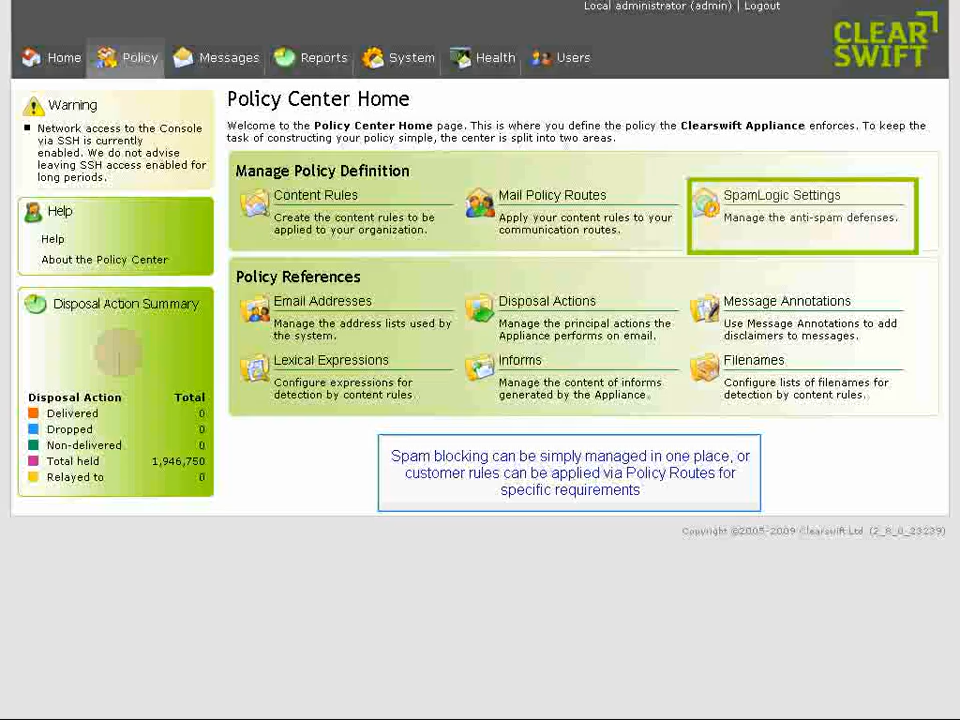 Local administrator (admin) | Logout
CLEAR
SWIFT
Home
Policy
Messages
Reports
System
Health
Users
Warning
Network access to the Console
via SSH is currently
enabled. We do not advise
leaving SSH access enabled for
long periods.
Help
Help
About the Policy Center
Disposal Action Summary
Disposal Action Total
Delivered 0
Dropped 0
Non-delivered 0
Total held 1,946,750
Relayed to 0
Policy Center Home
Welcome to the Policy Center Home page. This is where you define the policy the Clearswift Appliance enforces. To keep the
task of constructing your policy simple, the center is split into two areas.
Manage Policy Definition
Content Rules
Create the content rules to be
applied to your organization.
Mail Policy Routes
Apply your content rules to your
communication routes.
SpamLogic Settings
Manage the anti-spam defenses.
Policy References
Email Addresses
Manage the address lists used by
the system.
Disposal Actions
Manage the principal actions the
Appliance performs on email.
Message Annotations
Use Message Annotations to add
disclaimers to messages.
Lexical Expressions
Configure expressions for
detection by content rules.
Informs
Manage the content of informs
generated by the Appliance.
Filenames
Configure lists of filenames for
detection by content rules.
Spam blocking can be simply managed in one place, or
customer rules can be applied via Policy Routes for
specific requirements
Copyright ©2005-2009 Clearswift Ltd